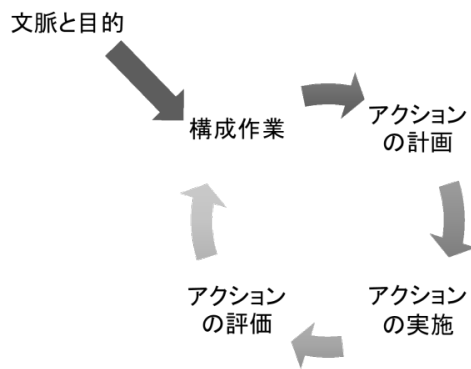 文脈と目的
構成作業
アクション
の計画
アクション
の実施
アクション
の評価